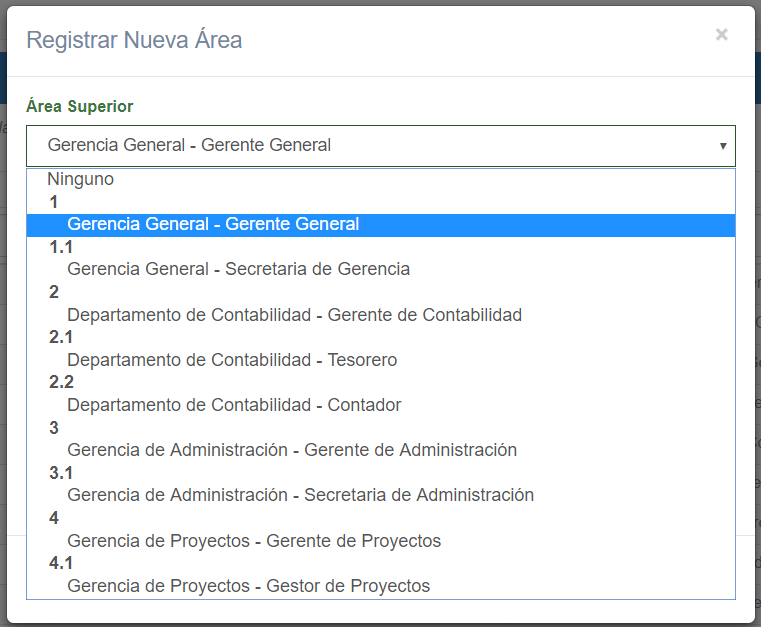 Registrar Nueva Área
×
Área Superior
Gerencia General - Gerente General
Ninguno
1
Gerencia General - Gerente General
1.1
Gerencia General - Secretaria de Gerencia
2
Departamento de Contabilidad - Gerente de Contabilidad
2.1
Departamento de Contabilidad - Tesorero
2.2
Departamento de Contabilidad - Contador
3
Gerencia de Administración - Gerente de Administración
3.1
Gerencia de Administración - Secretaria de Administración
4
Gerencia de Proyectos - Gerente de Proyectos
4.1
Gerencia de Proyectos - Gestor de Proyectos